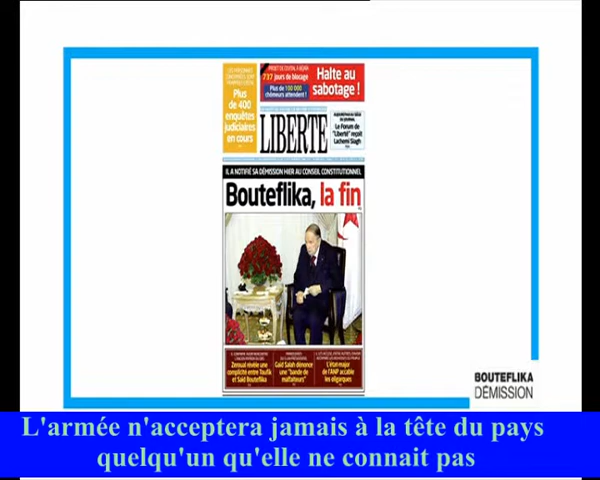 LES PERSONNES
CONCERNÉES SONT
Plus
de 400
enquêtes
judiciaires
en cours
737 jours de blocage
Plus de 100 000
chômeurs attendent !
Halte au
sabotage !
LIBERTE
Le Forum de
"Liberté" reçoit
Lachemi Siagh
IL A NOTIFIÉ SA DÉMISSION HIER AU CONSEIL CONSTITUTIONNEL
Bouteflika, la fin
Zeroual révèle une
complicité entre Toufik
et Saïd Bouteflika
Gaïd Salah dénonce
une "bande de
malfaiteurs"
L'état-major
de l'ANP accable
les oligarques
BOUTEFLIKA
DÉMISSION
L'armée n'acceptera jamais à la tête du pays
quelqu'un qu'elle ne connait pas